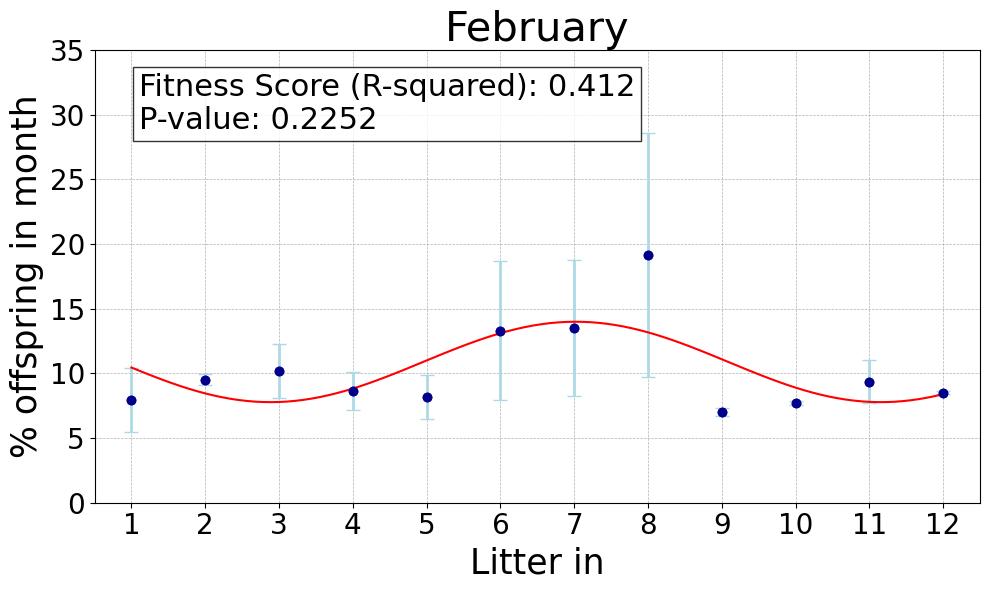 February
Fitness Score (R-squared): 0.412
P-value: 0.2252
% offspring in month
35
30
25
20
15
10
5
0
1 2 3 4 5 6 7 8 9 10 11 12
Litter in